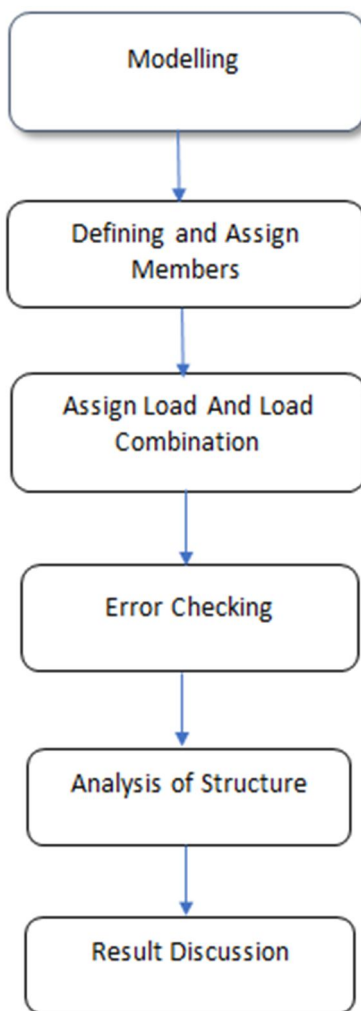 Modelling
Defining and Assign
Members
Assign Load And Load
Combination
Error Checking
Analysis of Structure
Result Discussion